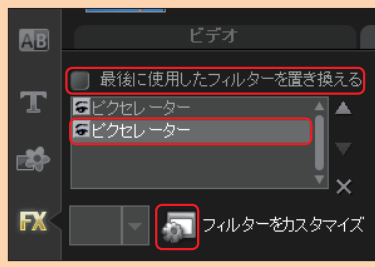 ビデオ
AB
最後に使用したフィルターを置き換える
T
ピクセレーター
ピクセレーター
FX
フィルターをカスタマイズ